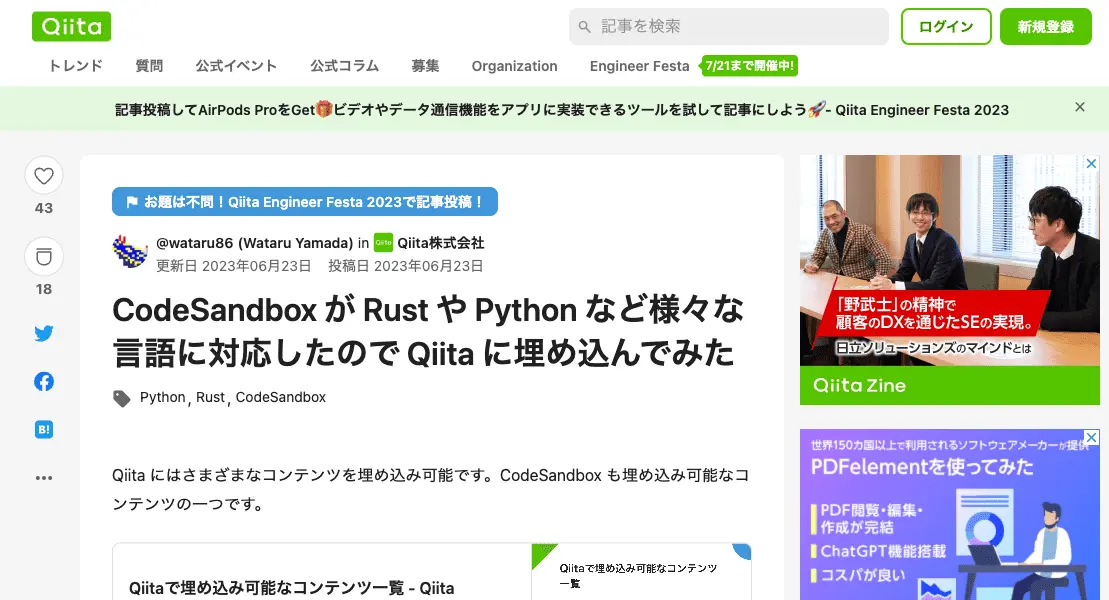 Qiita
記事を検索
ログイン
新規登録
トレンド 質問 公式イベント 公式コラム 募集 Organization Engineer Festa 7/21まで開催中!
記事投稿してAirPods ProをGet🎁ビデオやデータ通信機能をアプリに実装できるツールを試して記事にしよう🚀- Qiita Engineer Festa 2023
43
18
B!
お題は不問！Qiita Engineer Festa 2023で記事投稿！
@wataru86 (Wataru Yamada) in Qiita Qiita株式会社
更新日 2023年06月23日 投稿日 2023年06月23日
CodeSandbox が Rust や Python など様々な
言語に対応したので Qiita に埋め込んでみた
Python, Rust, CodeSandbox
Qiita にはさまざまなコンテンツを埋め込み可能です。CodeSandbox も埋め込み可能なコ
ンテンツの一つです。
Qiitaで埋め込み可能なコンテンツ一覧 - Qiita
Qiitaで埋め込み可能なコンテンツ
一覧
「野武士」の精神で
顧客のDXを通じたSEの実現。
日立ソリューションズのマインドとは
Qiita Zine
世界150カ国以上で利用されるソフトウェアメーカーが提供
PDFelementを使ってみた
PDF閲覧・編集・
作成が完結
ChatGPT機能搭載
コスパが良い